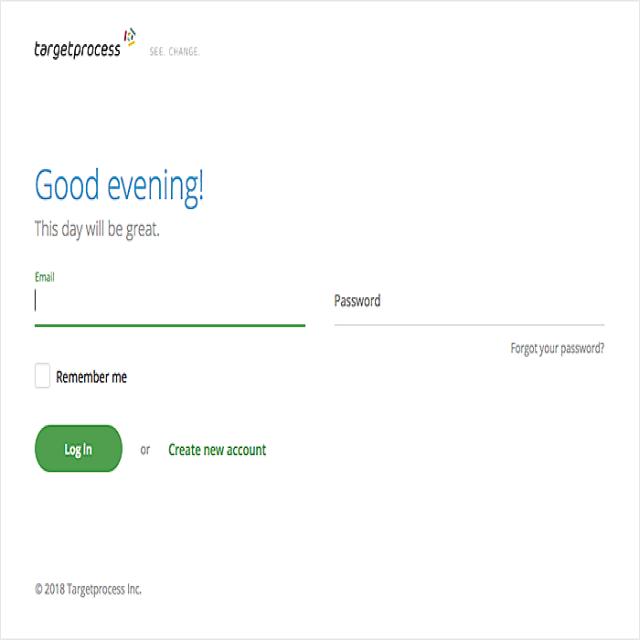 targetprocess SEE. CHANGE.
Good evening!
This day will be great.
Email
Password
Forgot your password?
Remember me
Log In or Create new account
© 2018 Targetprocess Inc.